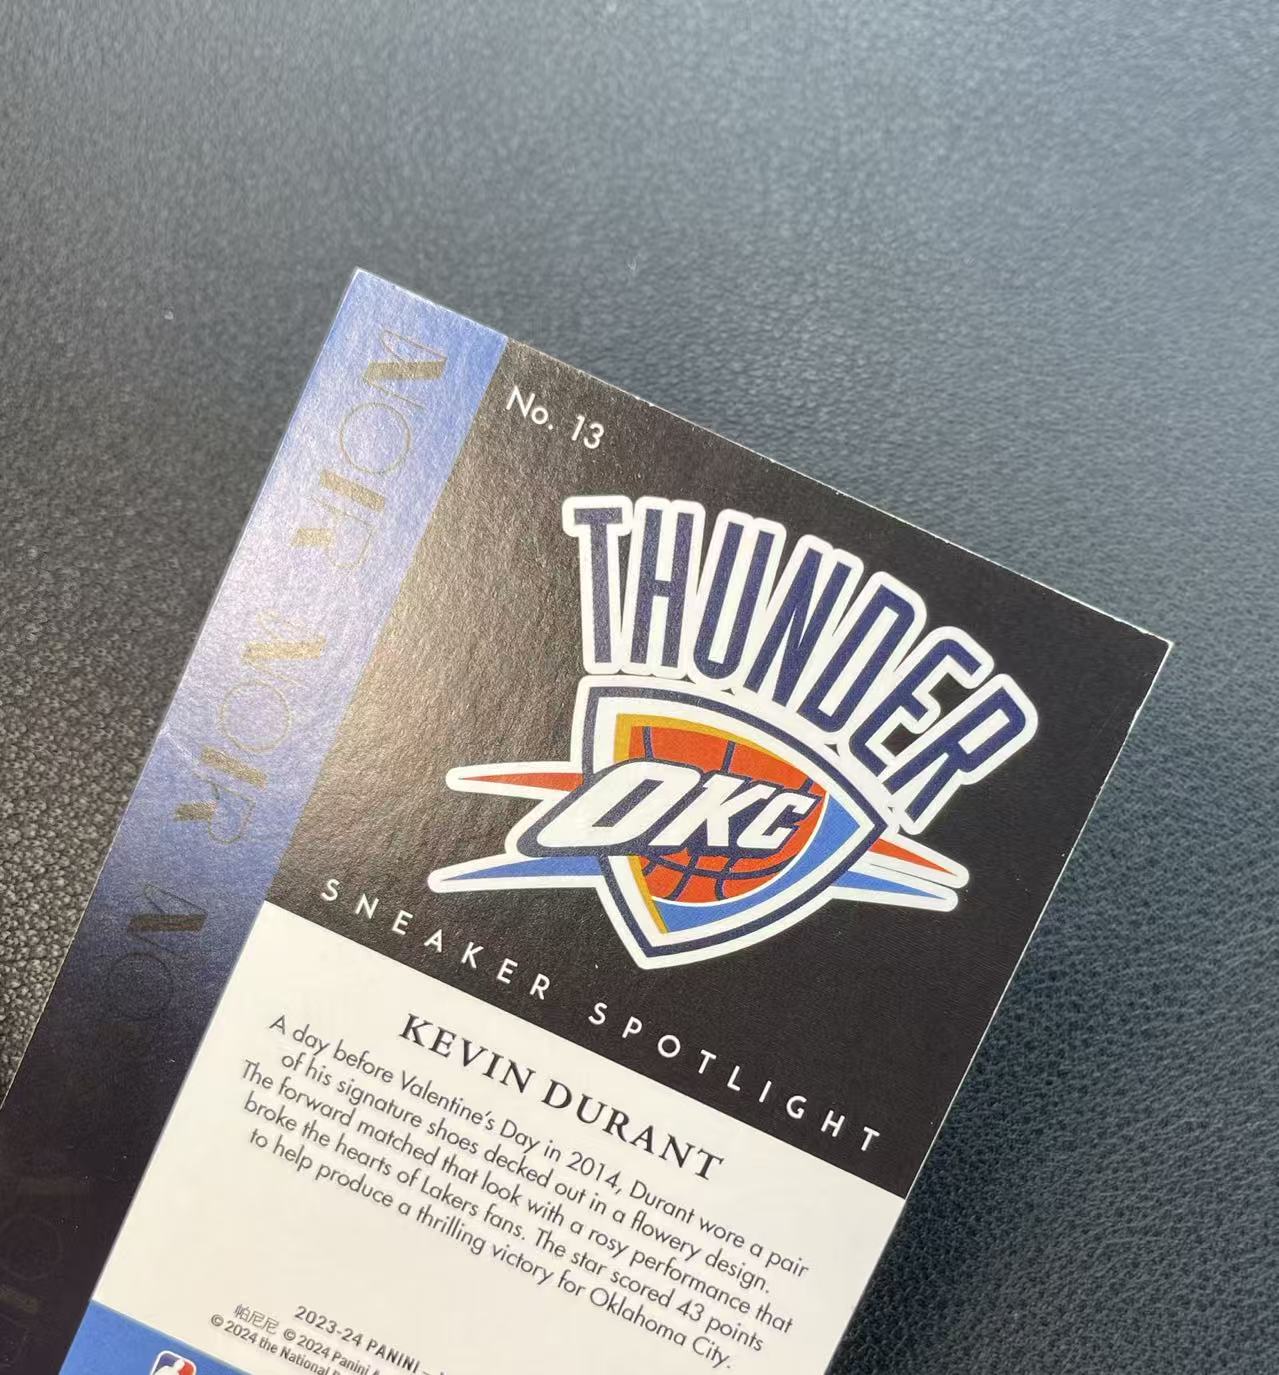 NOIR NOIR NO
No. 13
THUNDER
OKC
SNEAKER SPOTLIGHT
KEVIN DURANT
A day before Valentine's Day in 2014, Durant wore a pair
of his signature shoes decked out in a flowery design.
The forward matched that look with a rosy performance that
broke the hearts of Lakers fans. The star scored 43 points
to help produce a thrilling victory for Oklahoma City.
2023-24 PANINI –
帕尼尼 © 2024 Panini
© 2024 the National